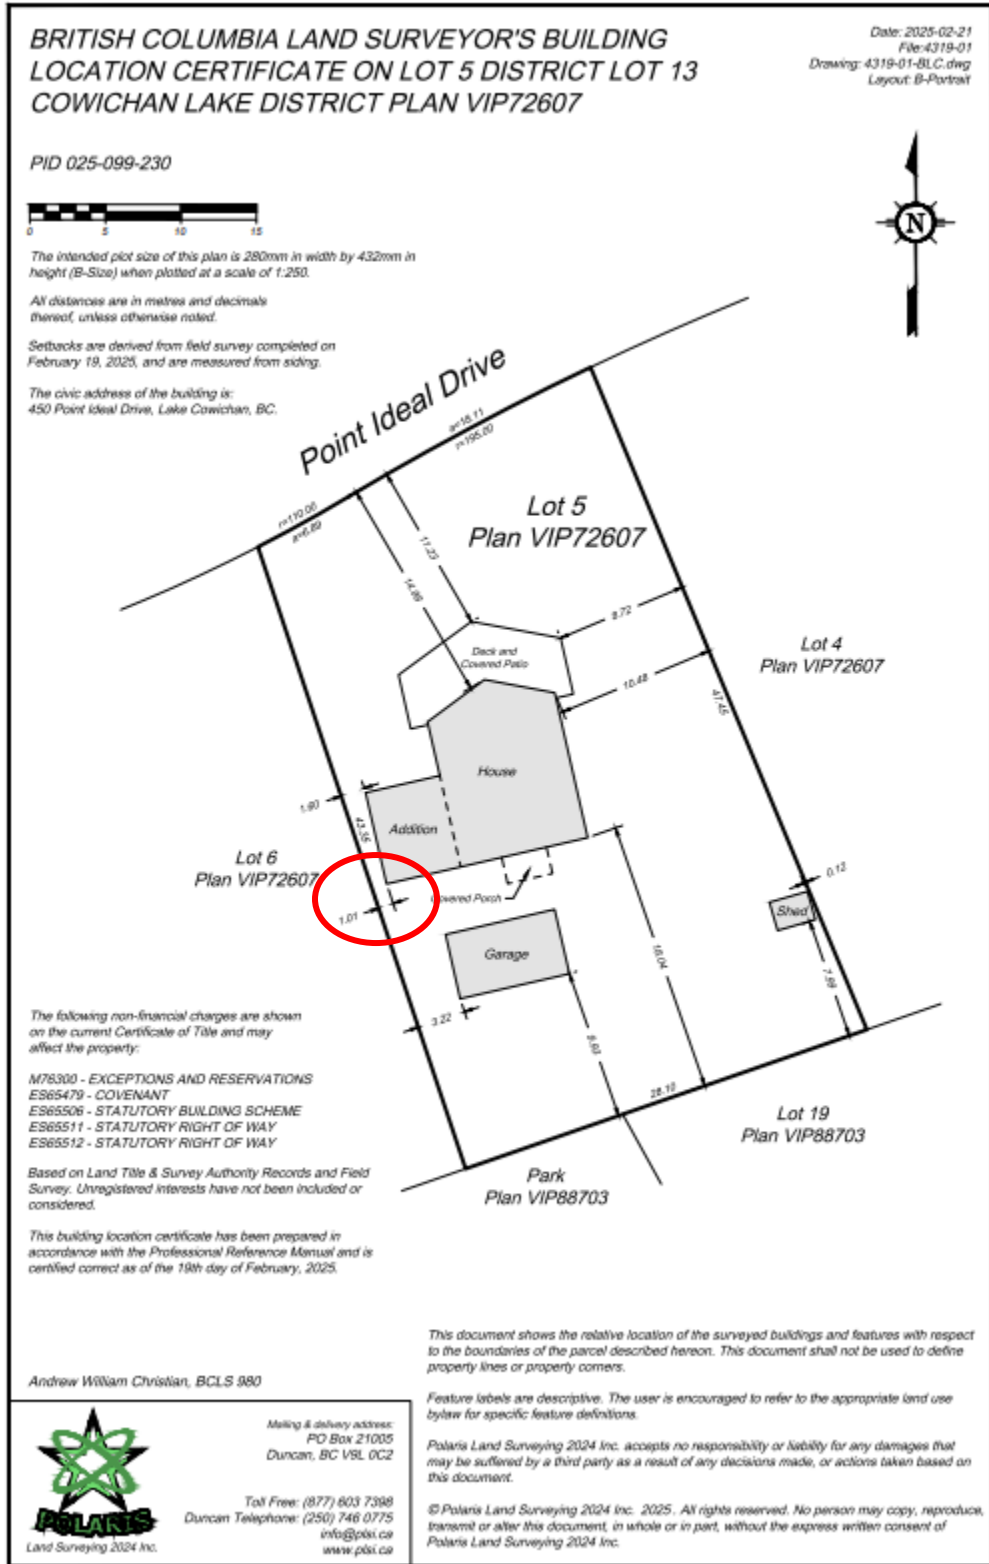 BRITISH COLUMBIA LAND SURVEYOR'S BUILDING
LOCATION CERTIFICATE ON LOT 5 DISTRICT LOT 13
COWICHAN LAKE DISTRICT PLAN VIP72607
Date: 2025-02-21
File:4319-01
Drawing: 4319-01-BLC.dwg
Layout: B-Portrait
PID 025-099-230
0 5 10 15
N
The intended plot size of this plan is 280mm in width by 432mm in
height (B-Size) when plotted at a scale of 1:250.
All distances are in metres and decimals
thereof, unless otherwise noted.
Setbacks are derived from field survey completed on
February 19, 2025, and are measured from siding.
The civic address of the building is:
450 Point Ideal Drive, Lake Cowichan, BC.
Point Ideal Drive
a=18.11
r=195.00
r=110.00
a=6.89
Lot 5
Plan VIP72607
11.23
14.99
9.72
Deck and
Covered Patio
Lot 4
Plan VIP72607
10.48
47.45
House
1.90
43.35
Addition
Lot 6
Plan VIP72607
0.12
Covered Porch
1.01
Shed
Garage
18.04
7.99
3.22
9.93
28.10
Lot 19
Plan VIP88703
Park
Plan VIP88703
The following non-financial charges are shown
on the current Certificate of Title and may
affect the property:
M76300 - EXCEPTIONS AND RESERVATIONS
ES65479 - COVENANT
ES65506 - STATUTORY BUILDING SCHEME
ES65511 - STATUTORY RIGHT OF WAY
ES65512 - STATUTORY RIGHT OF WAY
Based on Land Title & Survey Authority Records and Field
Survey. Unregistered interests have not been included or
considered.
This building location certificate has been prepared in
accordance with the Professional Reference Manual and is
certified correct as of the 19th day of February, 2025.
Andrew William Christian, BCLS 980
POLARIS
Land Surveying 2024 Inc.
Mailing & delivery address:
PO Box 21005
Duncan, BC V9L 0C2
Toll Free: (877) 603 7398
Duncan Telephone: (250) 746 0775
info@plsi.ca
www.plsi.ca
This document shows the relative location of the surveyed buildings and features with respect
to the boundaries of the parcel described hereon. This document shall not be used to define
property lines or property corners.
Feature labels are descriptive. The user is encouraged to refer to the appropriate land use
bylaw for specific feature definitions.
Polaris Land Surveying 2024 Inc. accepts no responsibility or liability for any damages that
may be suffered by a third party as a result of any decisions made, or actions taken based on
this document.
© Polaris Land Surveying 2024 Inc. 2025. All rights reserved. No person may copy, reproduce,
transmit or alter this document, in whole or in part, without the express written consent of
Polaris Land Surveying 2024 Inc.